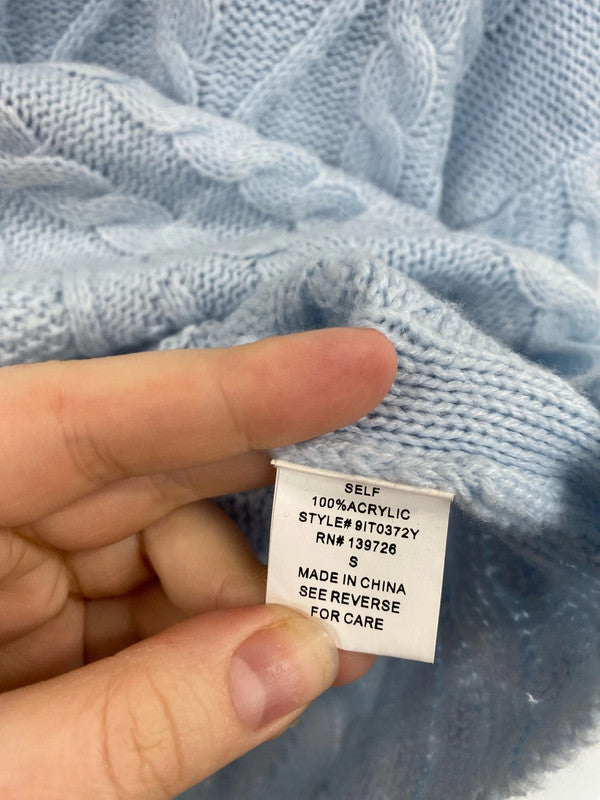 SELF
100%ACRYLIC
STYLE# 9IT0372Y
RN# 139726
S
MADE IN CHINA
SEE REVERSE
FOR CARE